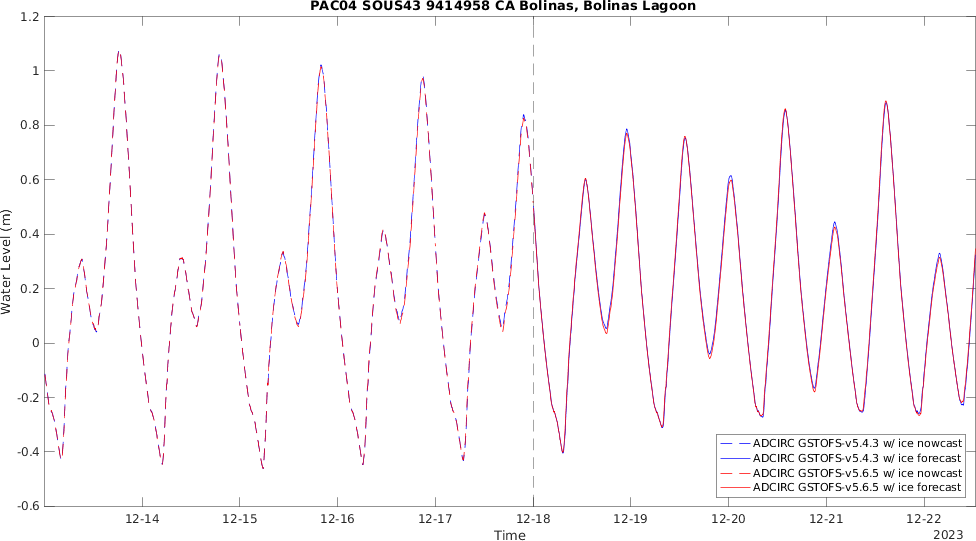 PAC04 SOUS43 9414958 CA Bolinas, Bolinas Lagoon
1.2
1
0.8
0.6
0.4
0.2
0
-0.2
-0.4
-0.6
Water Level (m)
12-14
12-15
12-16
12-17
12-18
12-19
12-20
12-21
12-22
Time
2023
ADCIRC GSTOFS-v5.4.3 w/ ice nowcast
ADCIRC GSTOFS-v5.4.3 w/ ice forecast
ADCIRC GSTOFS-v5.6.5 w/ ice nowcast
ADCIRC GSTOFS-v5.6.5 w/ ice forecast